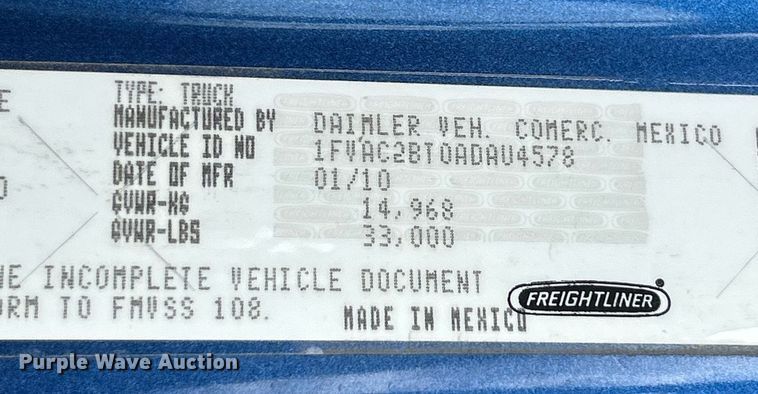 TYPE: TRUCK
MANUFACTURED BY DAIMLER VEH. COMERC. MEXICO
VEHICLE ID NO 1FVAC2BT0ADAV4578
DATE OF MFR 01/10
GVWR-KG 14,968
GVWR-LBS 33,000
NE INCOMPLETE VEHICLE DOCUMENT
ORM TO FMVSS 108.
MADE IN MEXICO
FREIGHTLINER
Purple Wave Auction